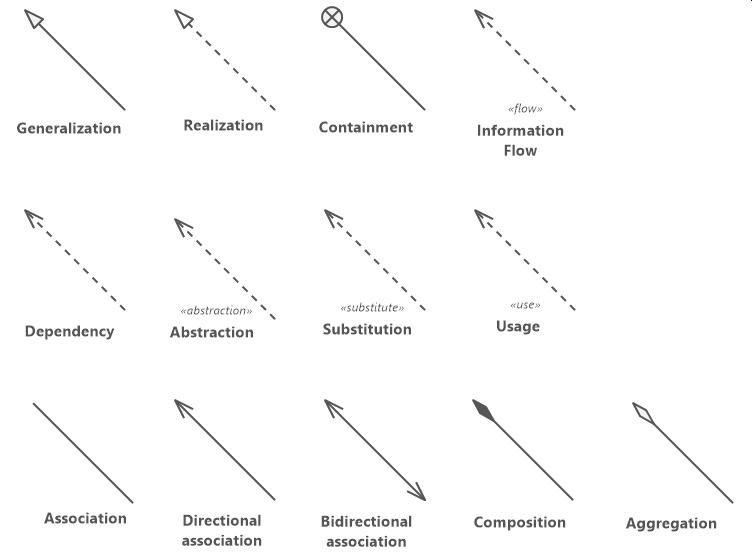 Generalization
Realization
Containment
«flow»
Information
Flow
Dependency
«abstraction»
Abstraction
«substitute»
Substitution
«use»
Usage
Association
Directional
association
Bidirectional
association
Composition
Aggregation